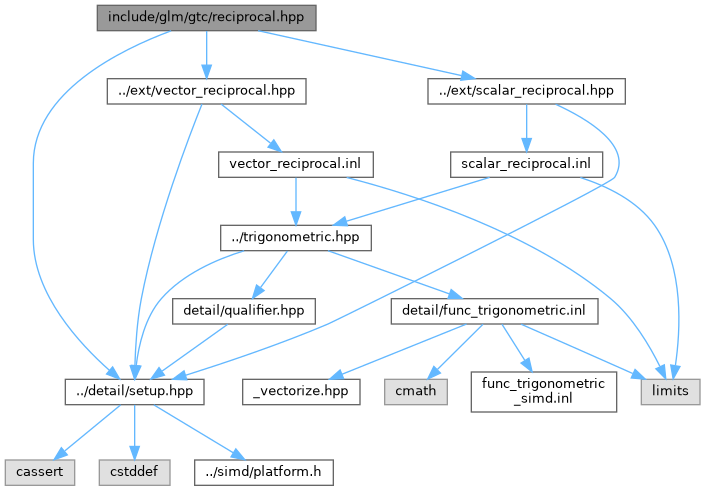 include/glm/gtc/reciprocal.hpp
../ext/vector_reciprocal.hpp
../ext/scalar_reciprocal.hpp
vector_reciprocal.inl
scalar_reciprocal.inl
../trigonometric.hpp
detail/qualifier.hpp
detail/func_trigonometric.inl
../detail/setup.hpp
_vectorize.hpp
cmath
func_trigonometric
_simd.inl
limits
cassert
cstddef
../simd/platform.h